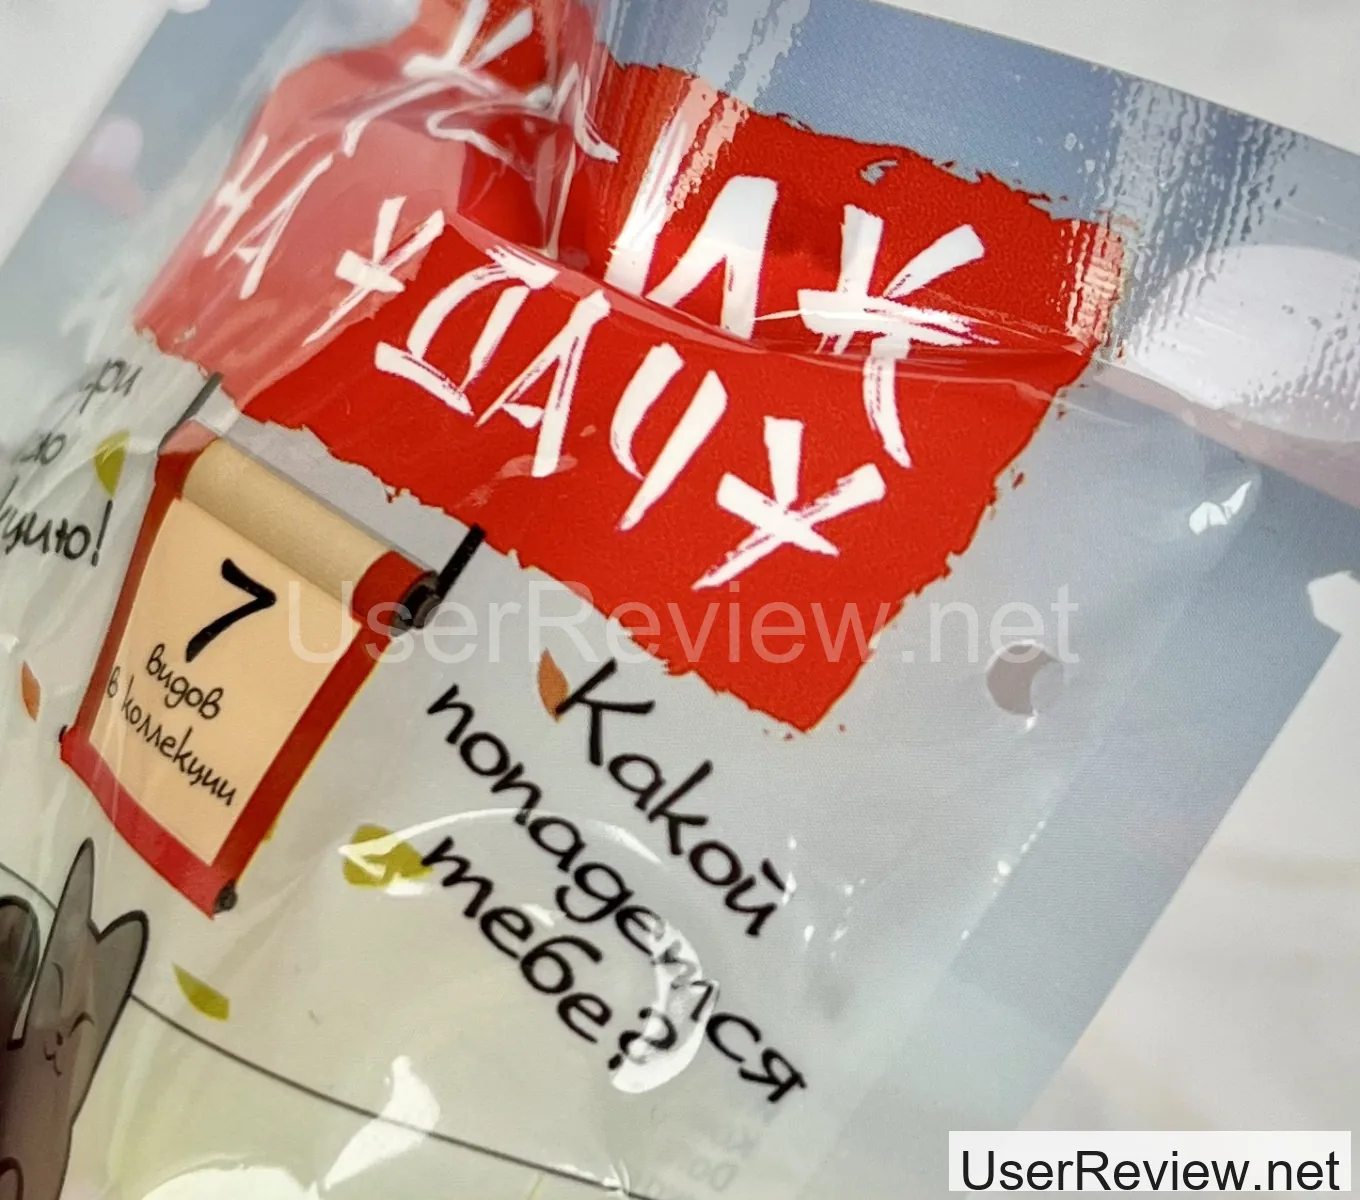 НА УДАЧУ
7
видов
в коллекции
Какой
попадется
тебе?
UserReview.net
UserReview.net